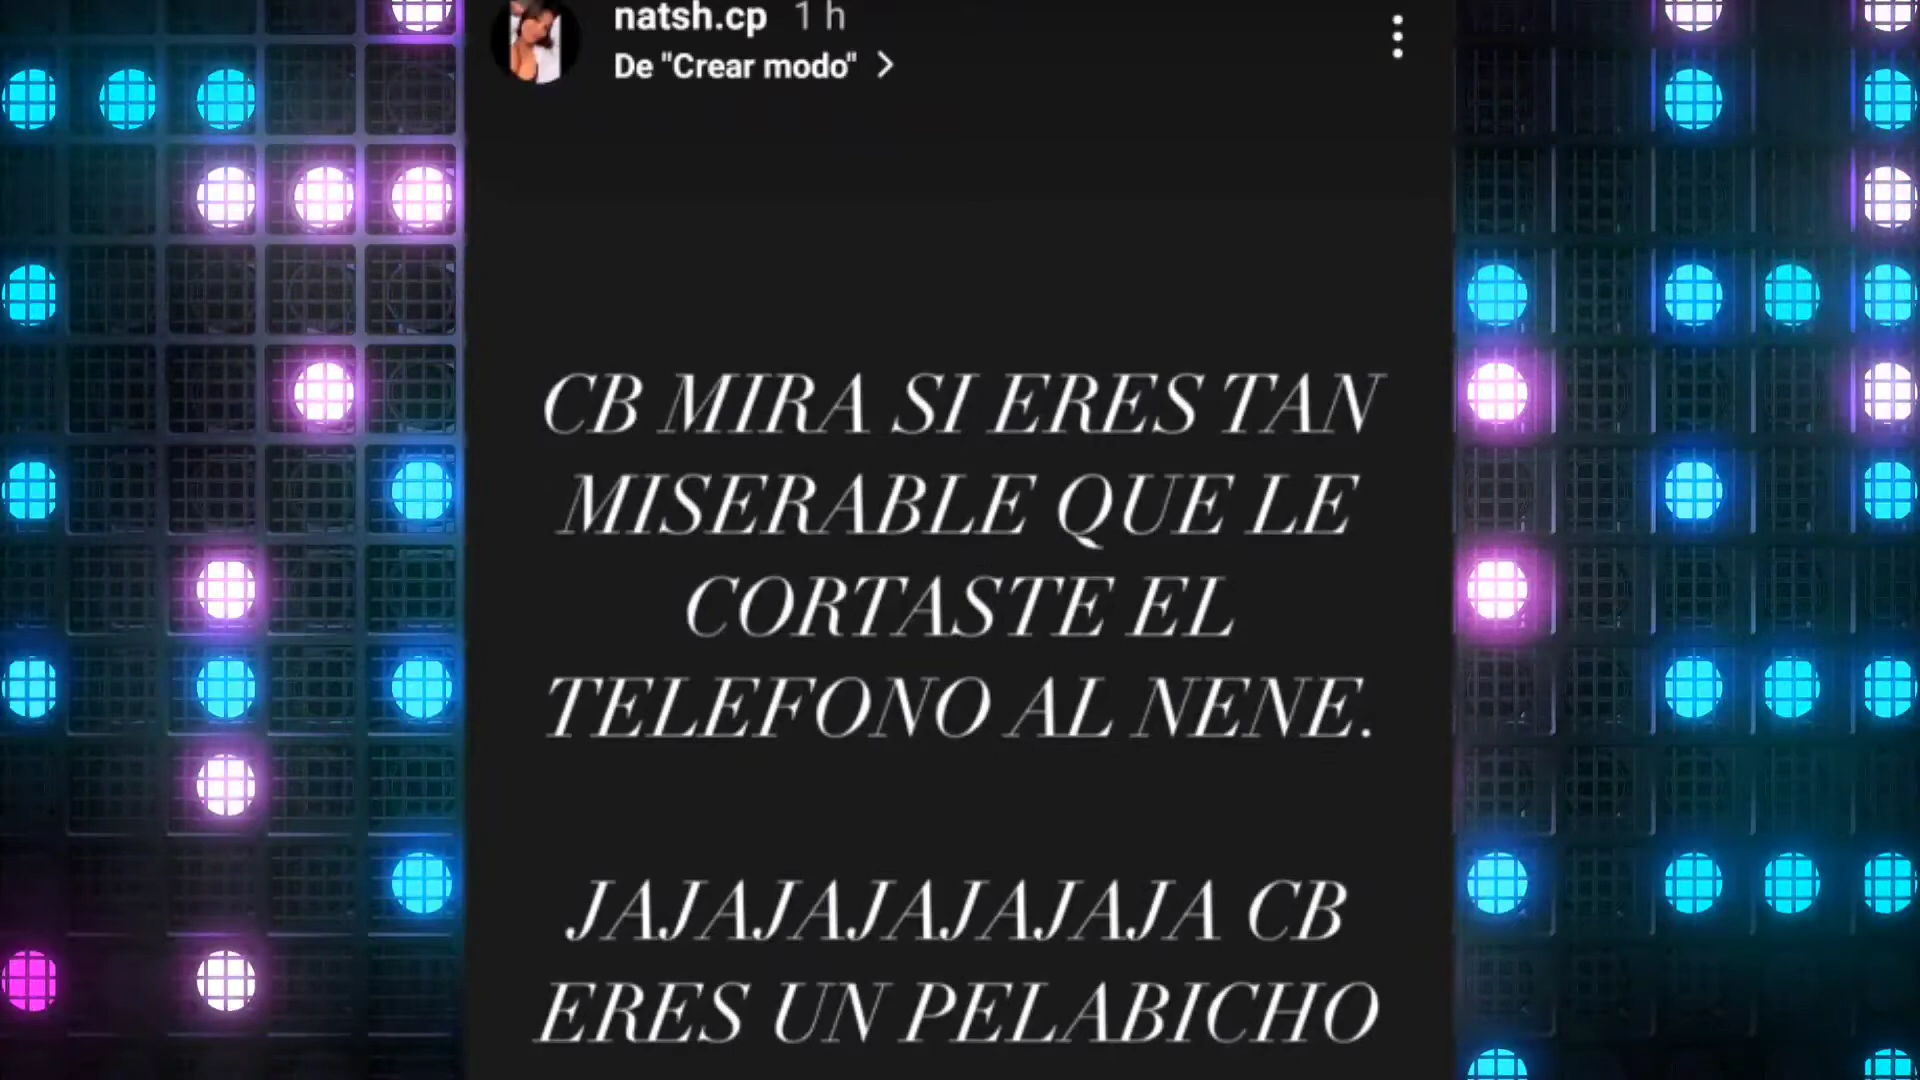 natsh.cp 1 h
De "Crear modo"
CB MIRA SI ERES TAN
MISERABLE QUE LE
CORTASTE EL
TELEFONO AL NENE.
JAJAJAJAJAJAJA CB
ERES UN PELABICHO